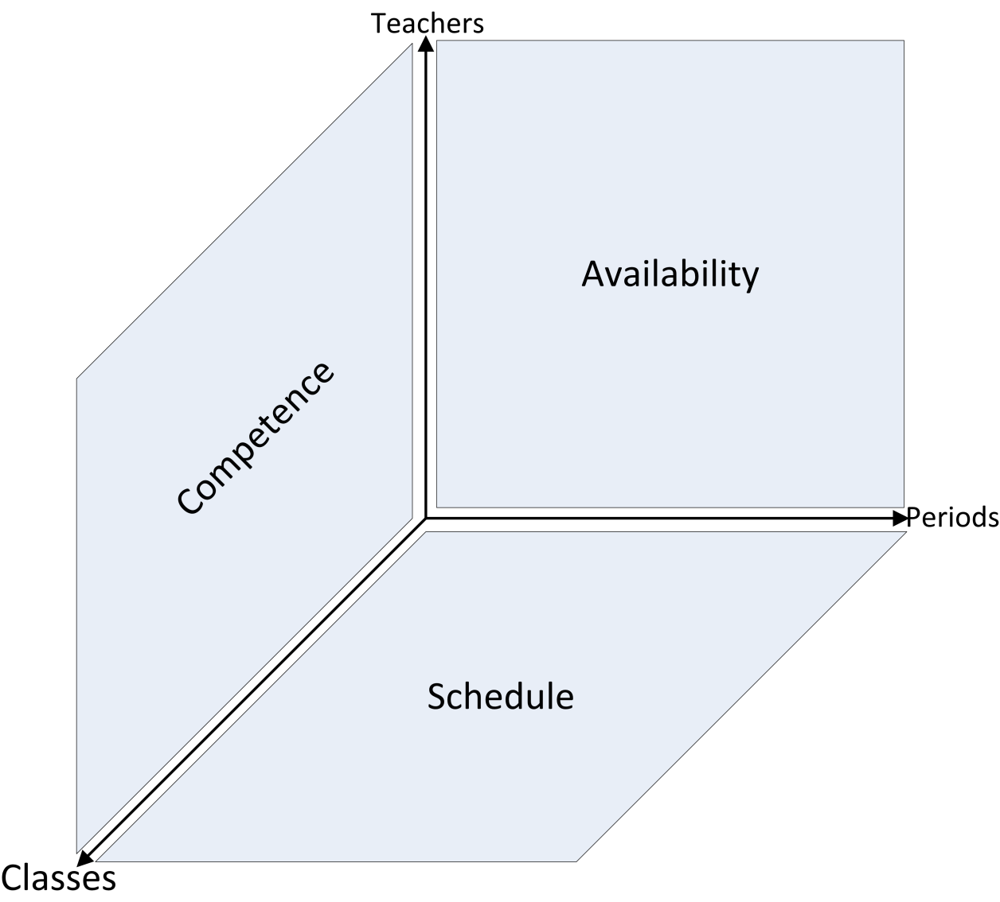 Teachers
Availability
Competence
Periods
Schedule
Classes